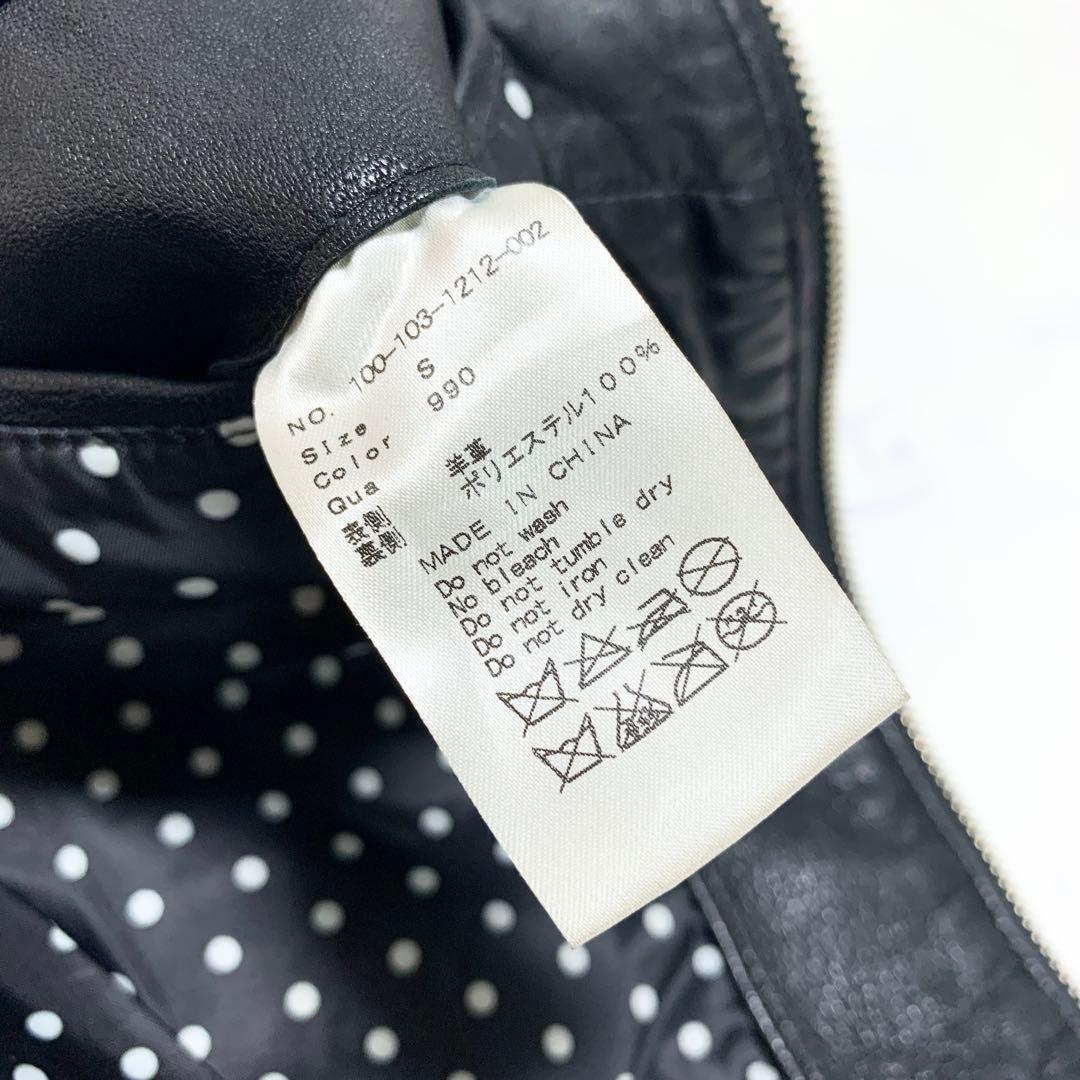 NO. 100-103-1212-002
Size S
Color 990
Qua
表側 羊革
裏側 ポリエステル100%
MADE IN CHINA
Do not wash
No bleach
Do not tumble dry
Do not iron
Do not dry clean